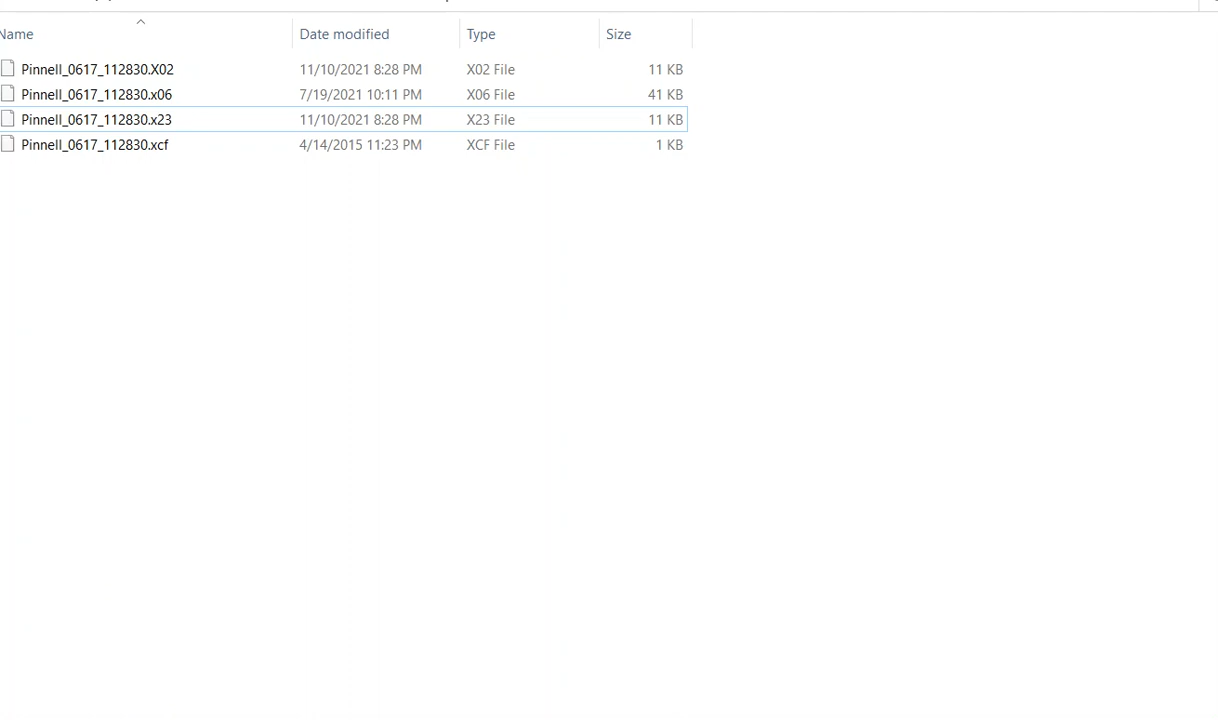 Name Date modified Type Size
Pinnell_0617_112830.X02 11/10/2021 8:28 PM X02 File 11 KB
Pinnell_0617_112830.x06 7/19/2021 10:11 PM X06 File 41 KB
Pinnell_0617_112830.x23 11/10/2021 8:28 PM X23 File 11 KB
Pinnell_0617_112830.xcf 4/14/2015 11:23 PM XCF File 1 KB